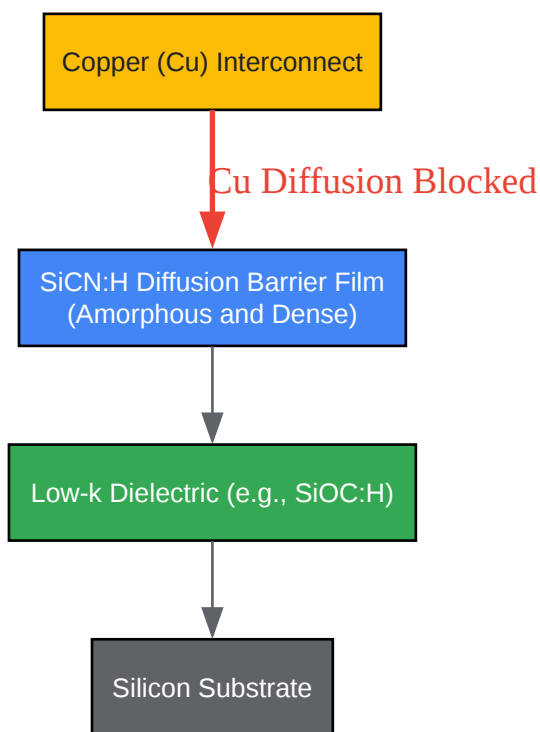 Copper (Cu) Interconnect
Cu Diffusion Blocked
SiCN:H Diffusion Barrier Film
(Amorphous and Dense)
Low-k Dielectric (e.g., SiOC:H)
Silicon Substrate